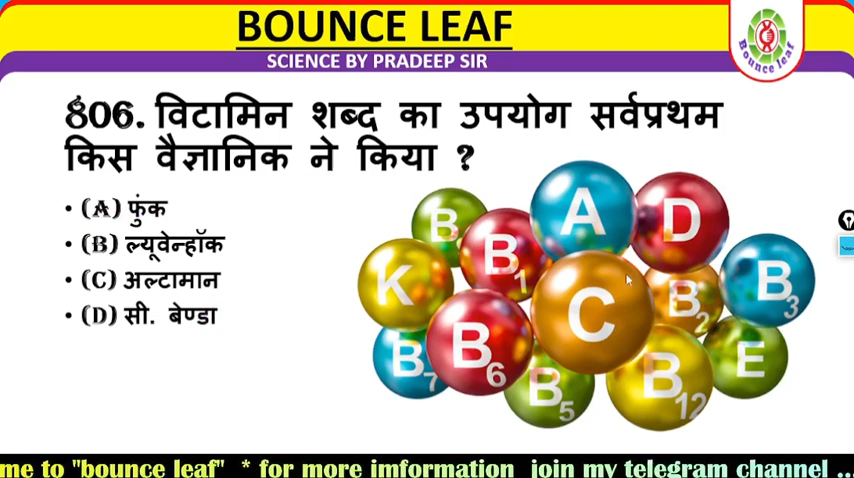 BOUNCE LEAF
SCIENCE BY PRADEEP SIR
Bounce leaf
806. विटामिन शब्द का उपयोग सर्वप्रथम
किस वैज्ञानिक ने किया ?
• (A) फुंक
• (B) ल्यूवेन्हॉक
• (C) अल्टामान
• (D) सी. बेण्डा
A
D
B
B1
K
C
B2
B3
B6
B7
B5
B12
E
me to "bounce leaf" * for more imformation join my telegram channel ...